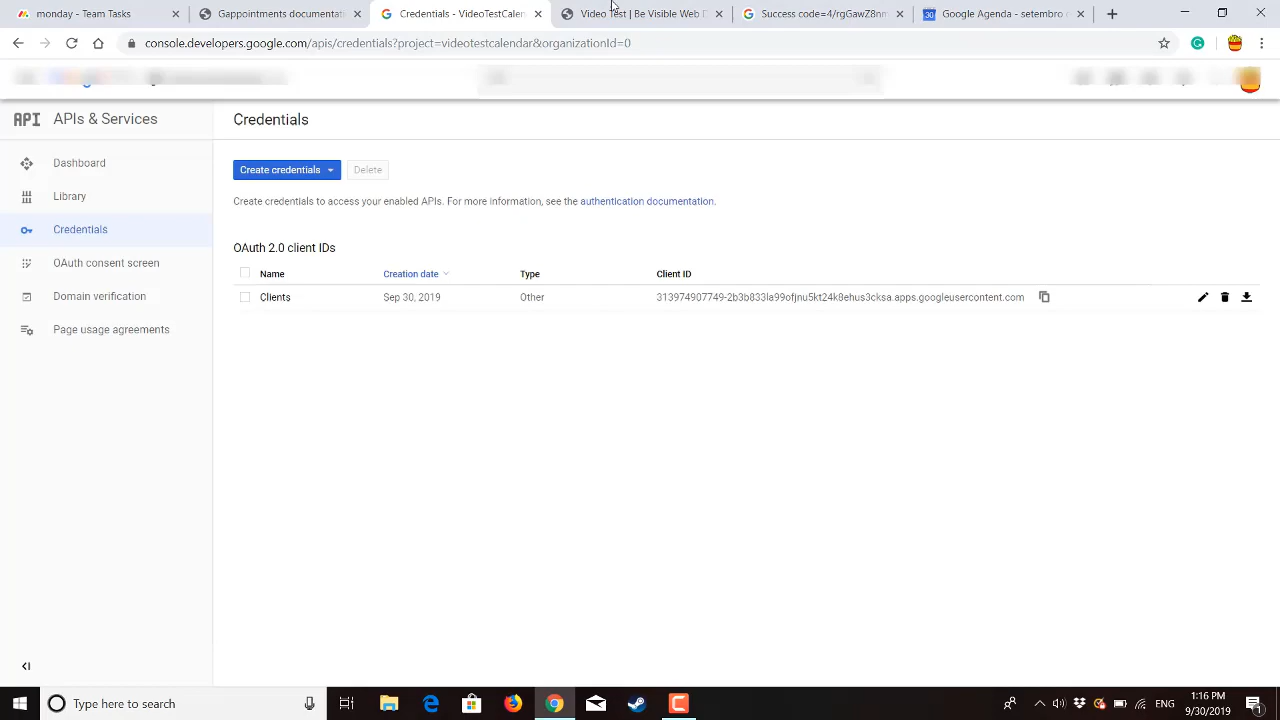 Monday - Team Tasks
Gappointments documentatio
Credentials - VideoTestCalen
Video Test | Be Visible Web D
Success code=4/rgGawZ8nn
30
Google Agenda - setembro d
console.developers.google.com/apis/credentials?project=videotestcalendar&organizationId=0
API
APIs & Services
Credentials
Dashboard
Library
Credentials
OAuth consent screen
Domain verification
Page usage agreements
Create credentials
Delete
Create credentials to access your enabled APIs. For more information, see the authentication documentation.
OAuth 2.0 client IDs
Name Creation date Type Client ID
Clients Sep 30, 2019 Other 313974907749-2b3b833la99ofjnu5kt24k8ehus3cksa.apps.googleusercontent.com
Type here to search
ENG
1:16 PM
9/30/2019
1